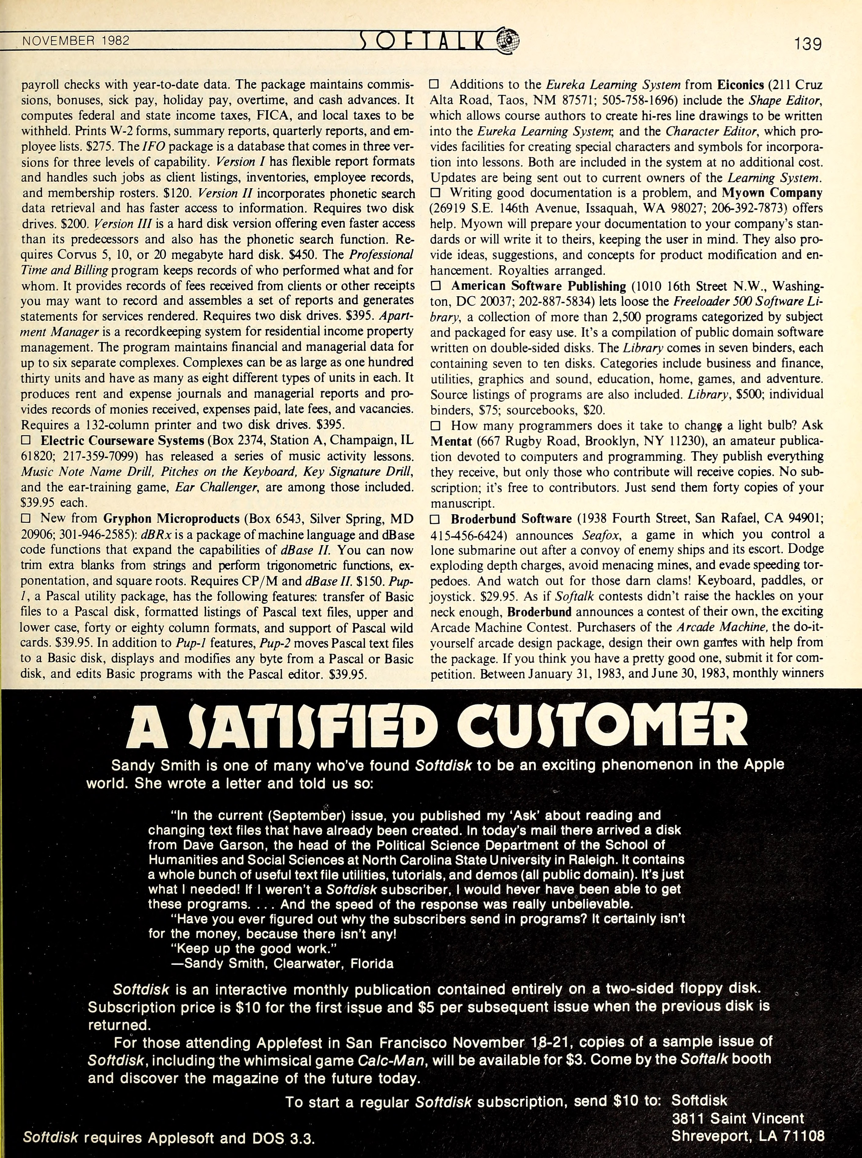 NOVEMBER 1982
SOFTALK
139
payroll checks with year-to-date data. The package maintains commis-
sions, bonuses, sick pay, holiday pay, overtime, and cash advances. It
computes federal and state income taxes, FICA, and local taxes to be
withheld. Prints W-2 forms, summary reports, quarterly reports, and em-
ployee lists. $275. The IFO package is a database that comes in three ver-
sions for three levels of capability. Version I has flexible report formats
and handles such jobs as client listings, inventories, employee records,
and membership rosters. $120. Version II incorporates phonetic search
data retrieval and has faster access to information. Requires two disk
drives. $200. Version III is a hard disk version offering even faster access
than its predecessors and also has the phonetic search function. Re-
quires Corvus 5, 10, or 20 megabyte hard disk. $450. The Professional
Time and Billing program keeps records of who performed what and for
whom. It provides records of fees received from clients or other receipts
you may want to record and assembles a set of reports and generates
statements for services rendered. Requires two disk drives. $395. Apart-
ment Manager is a recordkeeping system for residential income property
management. The program maintains financial and managerial data for
up to six separate complexes. Complexes can be as large as one hundred
thirty units and have as many as eight different types of units in each. It
produces rent and expense journals and managerial reports and pro-
vides records of monies received, expenses paid, late fees, and vacancies.
Requires a 132-column printer and two disk drives. $395.
□ Electric Courseware Systems (Box 2374, Station A, Champaign, IL
61820; 217-359-7099) has released a series of music activity lessons.
Music Note Name Drill, Pitches on the Keyboard, Key Signature Drill,
and the ear-training game, Ear Challenger, are among those included.
$39.95 each.
□ New from Gryphon Microproducts (Box 6543, Silver Spring, MD
20906; 301-946-2585): dBRx is a package of machine language and dBase
code functions that expand the capabilities of dBase II. You can now
trim extra blanks from strings and perform trigonometric functions, ex-
ponentation, and square roots. Requires CP/M and dBase II. $150. Pup-
1, a Pascal utility package, has the following features: transfer of Basic
files to a Pascal disk, formatted listings of Pascal text files, upper and
lower case, forty or eighty column formats, and support of Pascal wild
cards. $39.95. In addition to Pup-1 features, Pup-2 moves Pascal text files
to a Basic disk, displays and modifies any byte from a Pascal or Basic
disk, and edits Basic programs with the Pascal editor. $39.95.
□ Additions to the Eureka Learning System from Eiconics (211 Cruz
Alta Road, Taos, NM 87571; 505-758-1696) include the Shape Editor,
which allows course authors to create hi-res line drawings to be written
into the Eureka Learning System; and the Character Editor, which pro-
vides facilities for creating special characters and symbols for incorpora-
tion into lessons. Both are included in the system at no additional cost.
Updates are being sent out to current owners of the Learning System.
□ Writing good documentation is a problem, and Myown Company
(26919 S.E. 146th Avenue, Issaquah, WA 98027; 206-392-7873) offers
help. Myown will prepare your documentation to your company's stan-
dards or will write it to theirs, keeping the user in mind. They also pro-
vide ideas, suggestions, and concepts for product modification and en-
hancement. Royalties arranged.
□ American Software Publishing (1010 16th Street N.W., Washing-
ton, DC 20037; 202-887-5834) lets loose the Freeloader 500 Software Li-
brary, a collection of more than 2,500 programs categorized by subject
and packaged for easy use. It's a compilation of public domain software
written on double-sided disks. The Library comes in seven binders, each
containing seven to ten disks. Categories include business and finance,
utilities, graphics and sound, education, home, games, and adventure.
Source listings of programs are also included. Library, $500; individual
binders, $75; sourcebooks, $20.
□ How many programmers does it take to change a light bulb? Ask
Mentat (667 Rugby Road, Brooklyn, NY 11230), an amateur publica-
tion devoted to computers and programming. They publish everything
they receive, but only those who contribute will receive copies. No sub-
scription; it's free to contributors. Just send them forty copies of your
manuscript.
□ Broderbund Software (1938 Fourth Street, San Rafael, CA 94901;
415-456-6424) announces Seafox, a game in which you control a
lone submarine out after a convoy of enemy ships and its escort. Dodge
exploding depth charges, avoid menacing mines, and evade speeding tor-
pedoes. And watch out for those darn clams! Keyboard, paddles, or
joystick. $29.95. As if Softalk contests didn't raise the hackles on your
neck enough, Broderbund announces a contest of their own, the exciting
Arcade Machine Contest. Purchasers of the Arcade Machine, the do-it-
yourself arcade design package, design their own games with help from
the package. If you think you have a pretty good one, submit it for com-
petition. Between January 31, 1983, and June 30, 1983, monthly winners
A SATISFIED CUSTOMER
Sandy Smith is one of many who've found Softdisk to be an exciting phenomenon in the Apple
world. She wrote a letter and told us so:
"In the current (September) issue, you published my 'Ask' about reading and
changing text files that have already been created. In today's mail there arrived a disk
from Dave Garson, the head of the Political Science Department of the School of
Humanities and Social Sciences at North Carolina State University in Raleigh. It contains
a whole bunch of useful text file utilities, tutorials, and demos (all public domain). It's just
what I needed! If I weren't a Softdisk subscriber, I would hever have been able to get
these programs. . . . And the speed of the response was really unbelievable.
"Have you ever figured out why the subscribers send in programs? It certainly isn't
for the money, because there isn't any!
"Keep up the good work."
—Sandy Smith, Clearwater, Florida
Softdisk is an interactive monthly publication contained entirely on a two-sided floppy disk.
Subscription price is $10 for the first issue and $5 per subsequent issue when the previous disk is
returned.
For those attending Applefest in San Francisco November 18-21, copies of a sample issue of
Softdisk, including the whimsical game Calc-Man, will be available for $3. Come by the Softalk booth
and discover the magazine of the future today.
To start a regular Softdisk subscription, send $10 to: Softdisk
3811 Saint Vincent
Softdisk requires Applesoft and DOS 3.3.
Shreveport, LA 71108